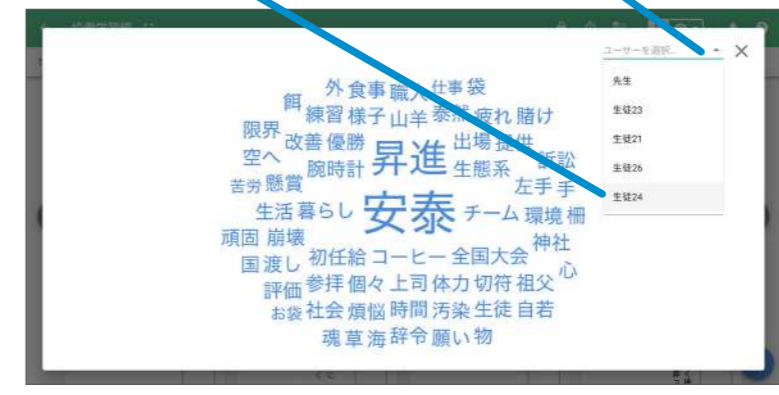 協働学習編
ユーザーを選択...
先生
生徒23
生徒21
生徒26
生徒24
外 食事 職人 仕事 袋
餌 練習 様子 山羊 泰然 疲れ 賭け
限界 改善 優勝 出場 提供
空へ 腕時計 昇進 生態系 訴訟
苦労 懸賞 左手 手
生活 暮らし 安泰 チーム 環境 柵
頑固 崩壊 神社
国 渡し 初任給 コーヒー 全国大会 心
評価 参拝 個々 上司 体力 切符 祖父
お袋 社会 煩悩 時間 汚染 生徒 自若
魂 草 海 辞令 願い 物